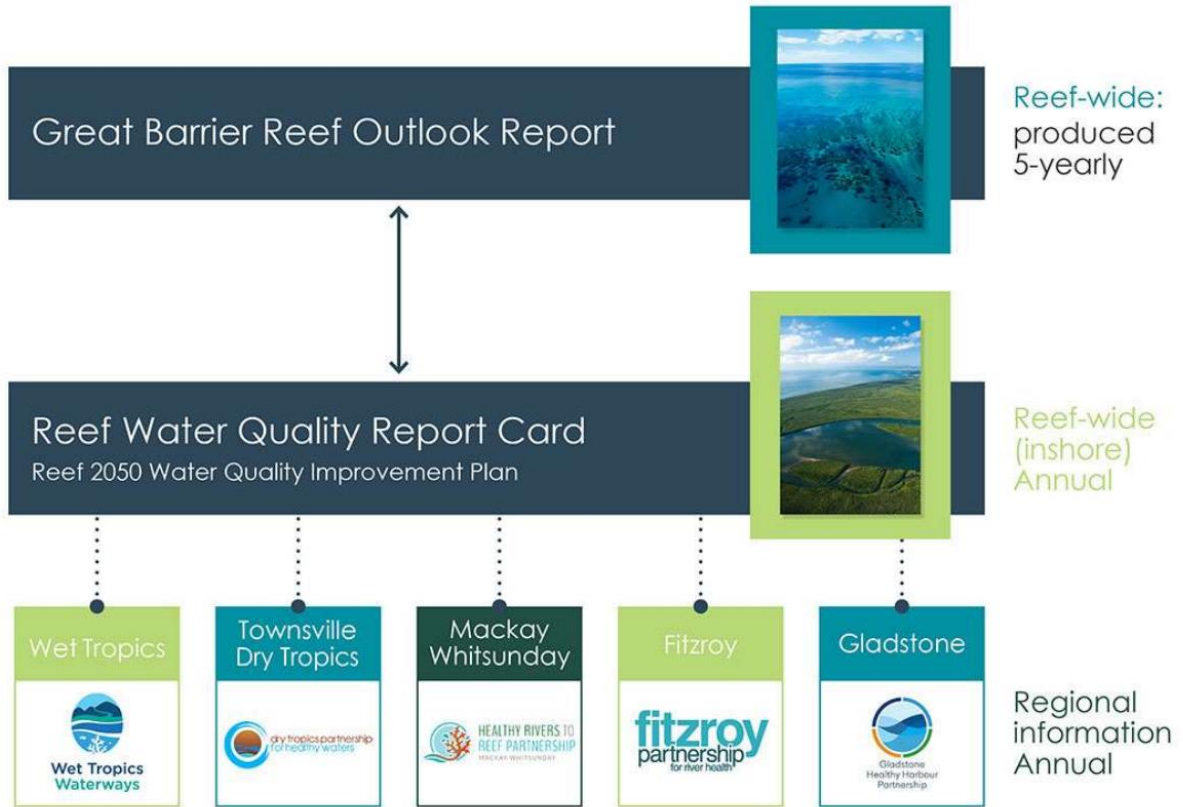 Great Barrier Reef Outlook Report
Reef-wide:
produced
5-yearly
Reef Water Quality Report Card
Reef 2050 Water Quality Improvement Plan
Reef-wide
(inshore)
Annual
Wet Tropics
Townsville
Dry Tropics
Mackay
Whitsunday
Fitzroy
Gladstone
Wet Tropics
Waterways
dry tropics partnership
for healthy waters
HEALTHY RIVERS TO
REEF PARTNERSHIP
MACKAY WHITSUNDAY
fitzroy
partnership
for river health
Gladstone
Healthy Harbour
Partnership
Regional
information
Annual